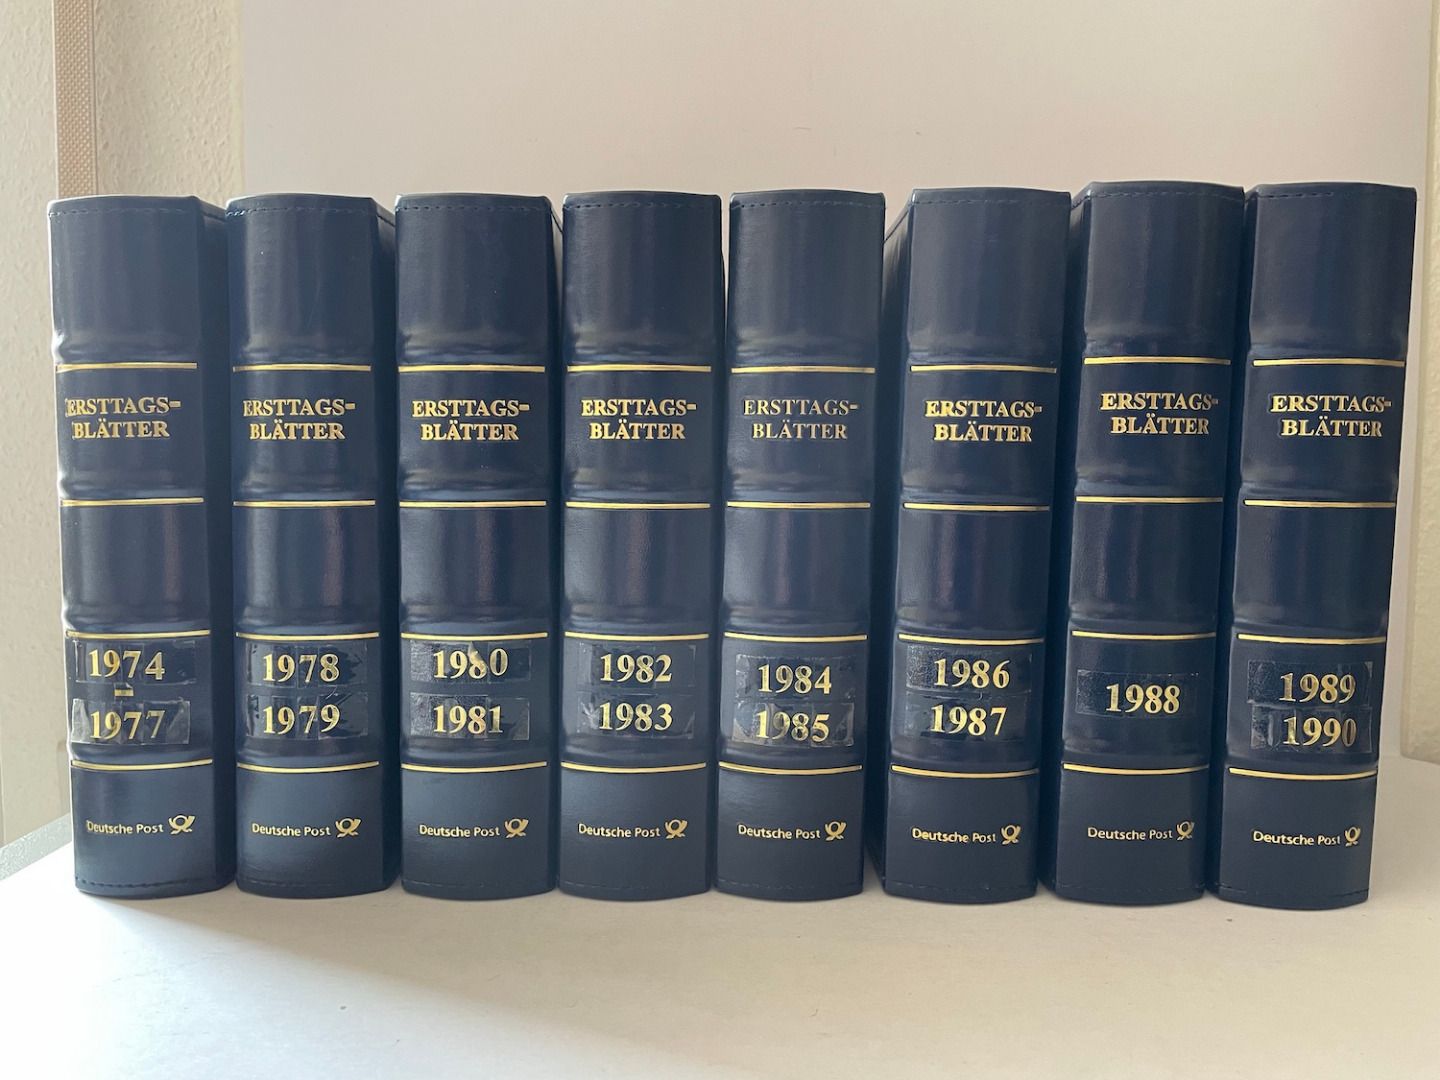 ERSTTAGS-
BLÄTTER
1974
-
1977
Deutsche Post
ERSTTAGS-
BLÄTTER
1978
1979
Deutsche Post
ERSTTAGS-
BLÄTTER
1980
1981
Deutsche Post
ERSTTAGS-
BLÄTTER
1982
1983
Deutsche Post
ERSTTAGS-
BLÄTTER
1984
1985
Deutsche Post
ERSTTAGS-
BLÄTTER
1986
1987
Deutsche Post
ERSTTAGS-
BLÄTTER
1988
Deutsche Post
ERSTTAGS-
BLÄTTER
1989
1990
Deutsche Post